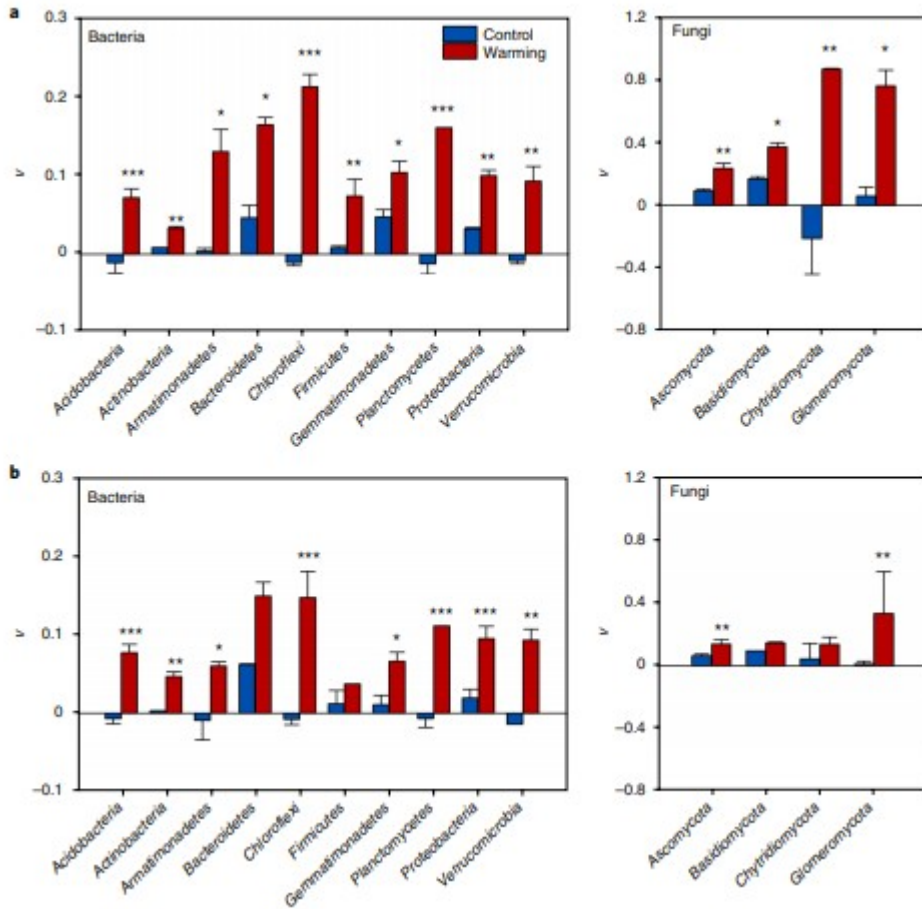 a
Bacteria
Control
Warming
Fungi
0.3
0.2
0.1
0
−0.1
v
*** ** * * *** ** * *** ** **
Acidobacteria
Actinobacteria
Armatimonadetes
Bacteroidetes
Chloroflexi
Firmicutes
Gemmatimonadetes
Planctomycetes
Proteobacteria
Verrucomicrobia
1.2
0.8
0.4
0
−0.4
−0.8
v
** * ** *
Ascomycota
Basidiomycota
Chytridiomycota
Glomeromycota
b
Bacteria
Fungi
0.3
0.2
0.1
0
−0.1
v
*** ** * *** * *** *** **
Acidobacteria
Actinobacteria
Armatimonadetes
Bacteroidetes
Chloroflexi
Firmicutes
Gemmatimonadetes
Planctomycetes
Proteobacteria
Verrucomicrobia
1.2
0.8
0.4
0
−0.4
−0.8
v
** **
Ascomycota
Basidiomycota
Chytridiomycota
Glomeromycota